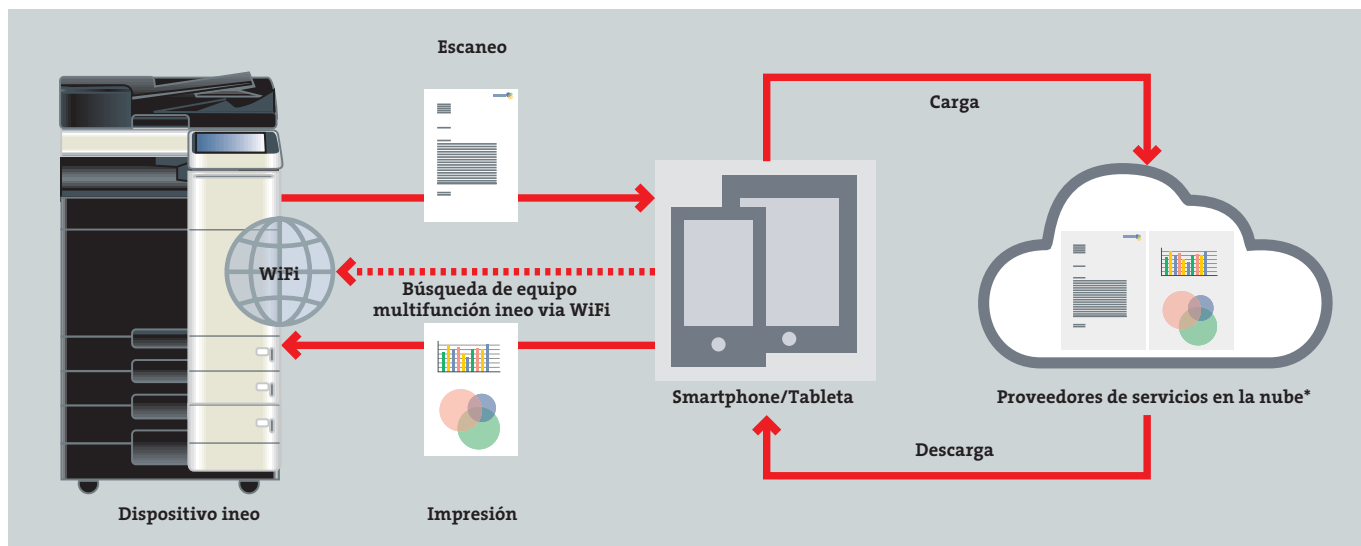 Escaneo
Carga
WiFi
Búsqueda de equipo
multifunción ineo via WiFi
Smartphone/Tableta
Proveedores de servicios en la nube*
Descarga
Dispositivo ineo
Impresión